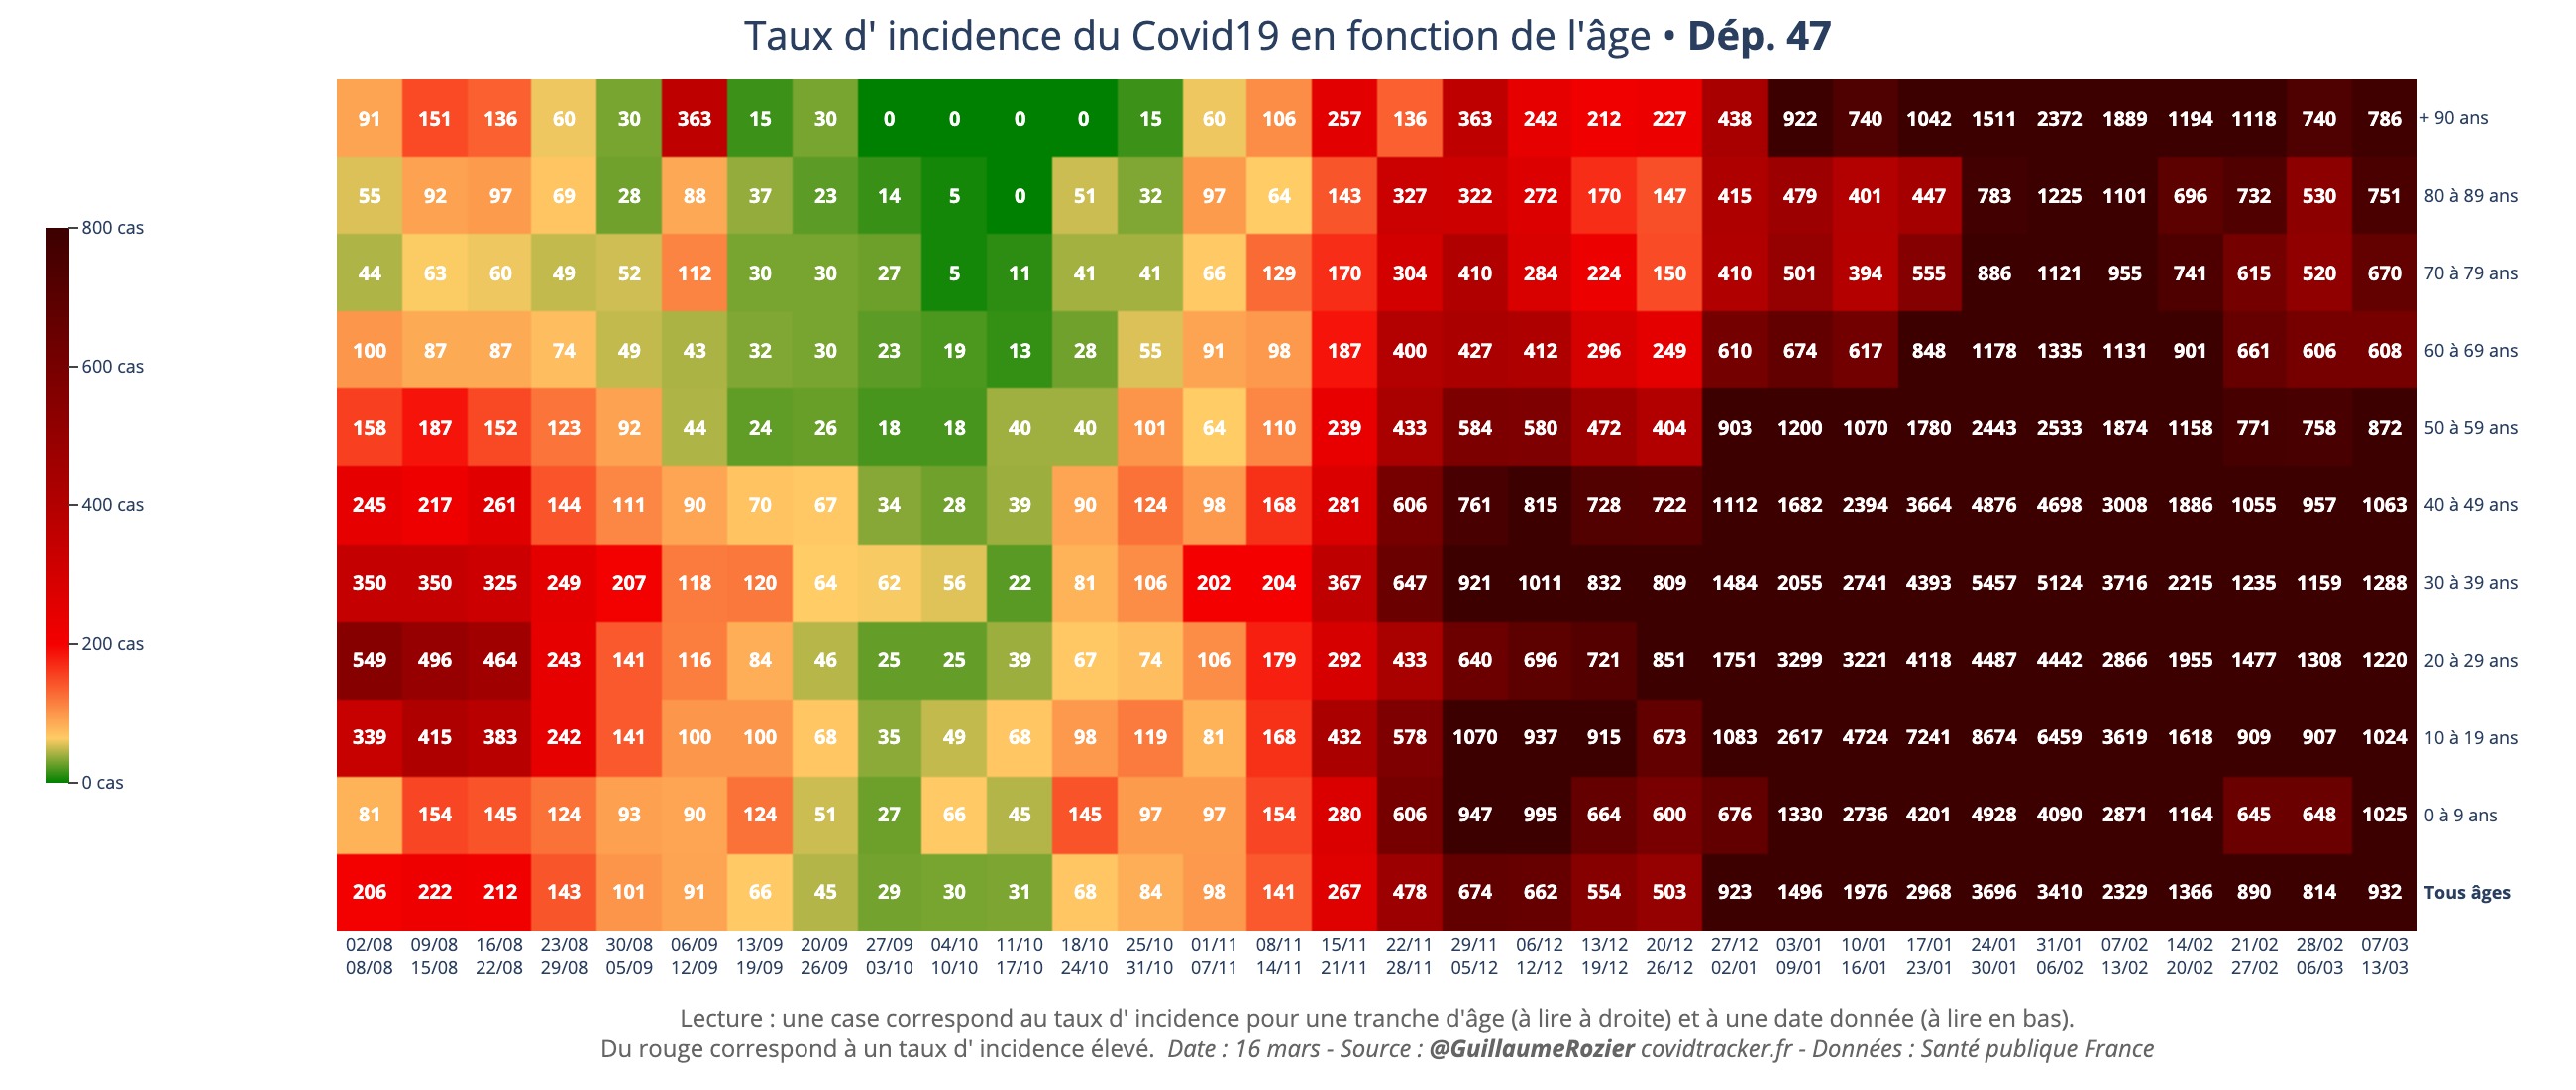 Taux d' incidence du Covid19 en fonction de l'âge • Dép. 47
800 cas
600 cas
400 cas
200 cas
0 cas
91 151 136 60 30 363 15 30 0 0 0 0 15 60 106 257 136 363 242 212 227 438 922 740 1042 1511 2372 1889 1194 1118 740 786 + 90 ans
55 92 97 69 28 88 37 23 14 5 0 51 32 97 64 143 327 322 272 170 147 415 479 401 447 783 1225 1101 696 732 530 751 80 à 89 ans
44 63 60 49 52 112 30 30 27 5 11 41 41 66 129 170 304 410 284 224 150 410 501 394 555 886 1121 955 741 615 520 670 70 à 79 ans
100 87 87 74 49 43 32 30 23 19 13 28 55 91 98 187 400 427 412 296 249 610 674 617 848 1178 1335 1131 901 661 606 608 60 à 69 ans
158 187 152 123 92 44 24 26 18 18 40 40 101 64 110 239 433 584 580 472 404 903 1200 1070 1780 2443 2533 1874 1158 771 758 872 50 à 59 ans
245 217 261 144 111 90 70 67 34 28 39 90 124 98 168 281 606 761 815 728 722 1112 1682 2394 3664 4876 4698 3008 1886 1055 957 1063 40 à 49 ans
350 350 325 249 207 118 120 64 62 56 22 81 106 202 204 367 647 921 1011 832 809 1484 2055 2741 4393 5457 5124 3716 2215 1235 1159 1288 30 à 39 ans
549 496 464 243 141 116 84 46 25 25 39 67 74 106 179 292 433 640 696 721 851 1751 3299 3221 4118 4487 4442 2866 1955 1477 1308 1220 20 à 29 ans
339 415 383 242 141 100 100 68 35 49 68 98 119 81 168 432 578 1070 937 915 673 1083 2617 4724 7241 8674 6459 3619 1618 909 907 1024 10 à 19 ans
81 154 145 124 93 90 124 51 27 66 45 145 97 97 154 280 606 947 995 664 600 676 1330 2736 4201 4928 4090 2871 1164 645 648 1025 0 à 9 ans
206 222 212 143 101 91 66 45 29 30 31 68 84 98 141 267 478 674 662 554 503 923 1496 1976 2968 3696 3410 2329 1366 890 814 932 Tous âges
02/08 09/08 16/08 23/08 30/08 06/09 13/09 20/09 27/09 04/10 11/10 18/10 25/10 01/11 08/11 15/11 22/11 29/11 06/12 13/12 20/12 27/12 03/01 10/01 17/01 24/01 31/01 07/02 14/02 21/02 28/02 07/03
08/08 15/08 22/08 29/08 05/09 12/09 19/09 26/09 03/10 10/10 17/10 24/10 31/10 07/11 14/11 21/11 28/11 05/12 12/12 19/12 26/12 02/01 09/01 16/01 23/01 30/01 06/02 13/02 20/02 27/02 06/03 13/03
Lecture : une case correspond au taux d' incidence pour une tranche d'âge (à lire à droite) et à une date donnée (à lire en bas).
Du rouge correspond à un taux d' incidence élevé. Date : 16 mars - Source : @GuillaumeRozier covidtracker.fr - Données : Santé publique France